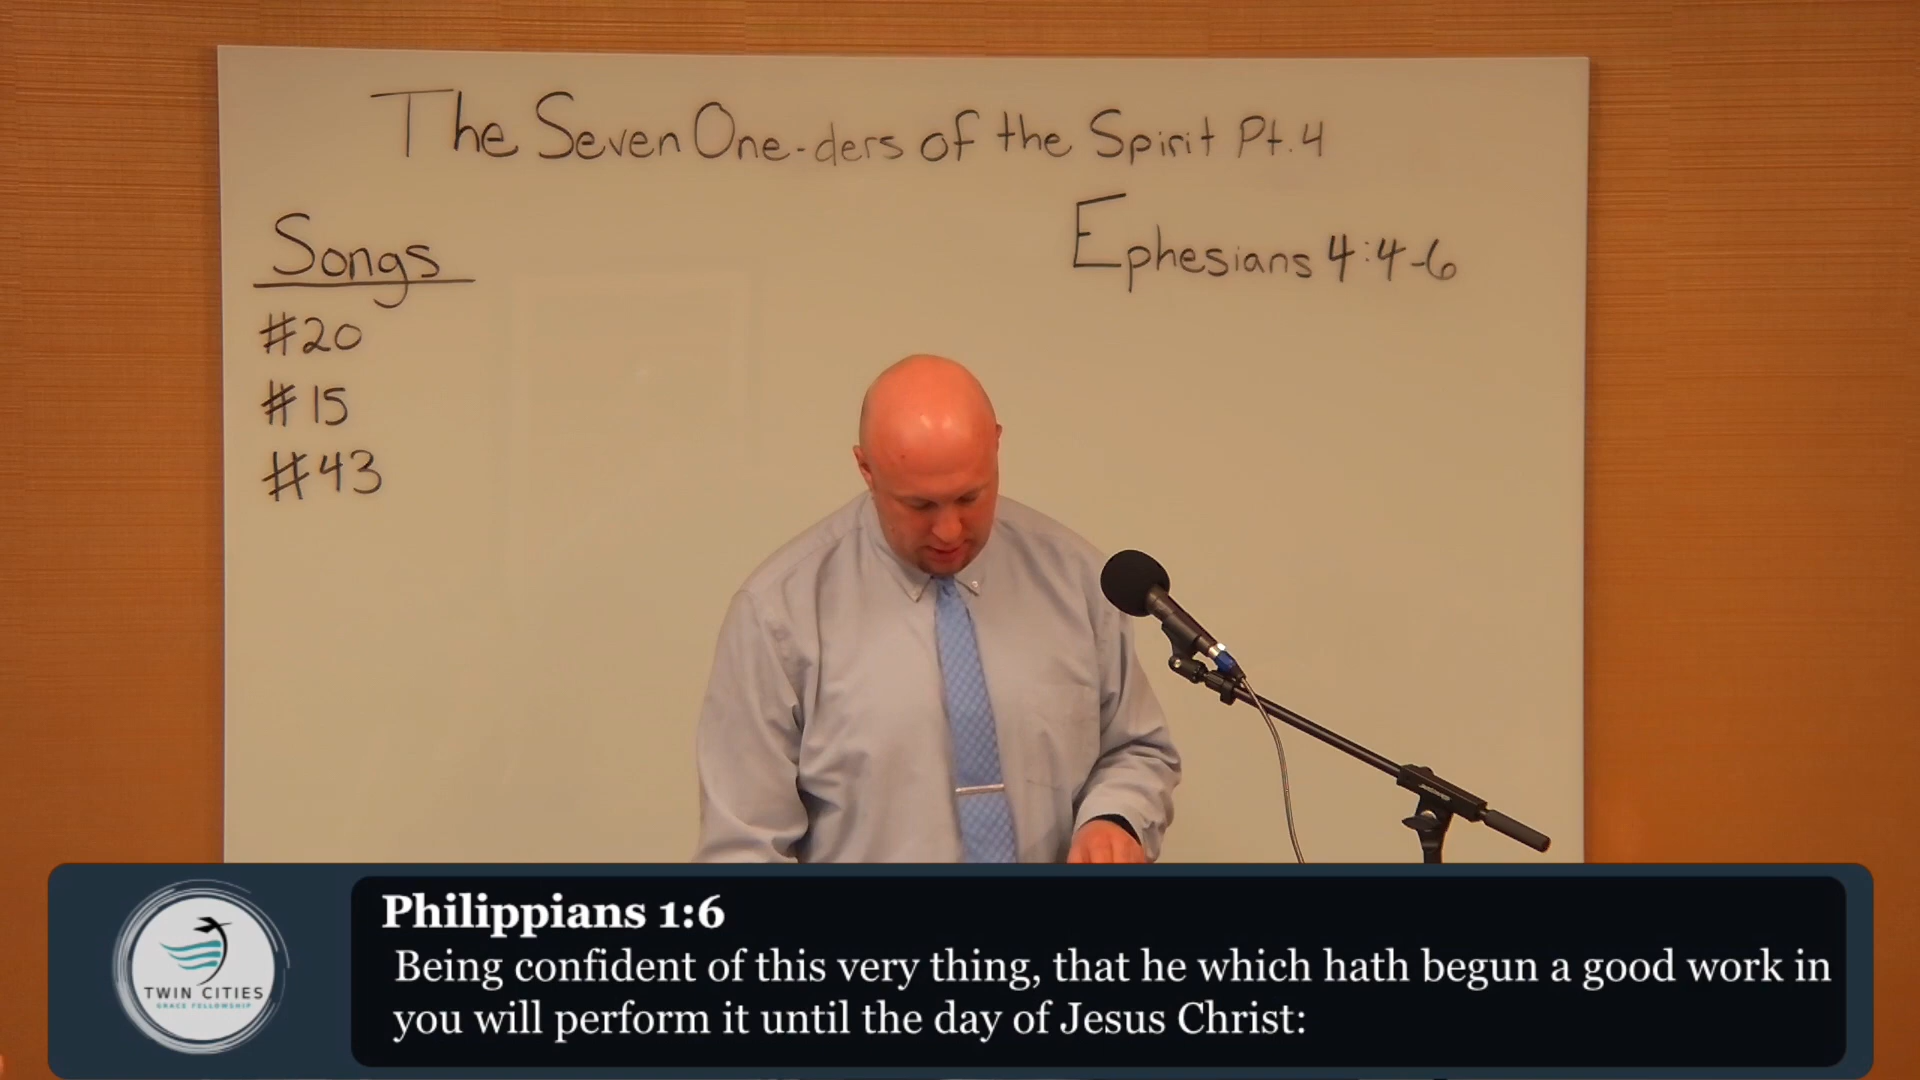 The Seven One-ders of the Spirit Pt.4
Ephesians 4:4-6
Songs
#20
#15
#43
Philippians 1:6
Being confident of this very thing, that he which hath begun a good work in
you will perform it until the day of Jesus Christ:
TWIN CITIES
GRACE FELLOWSHIP